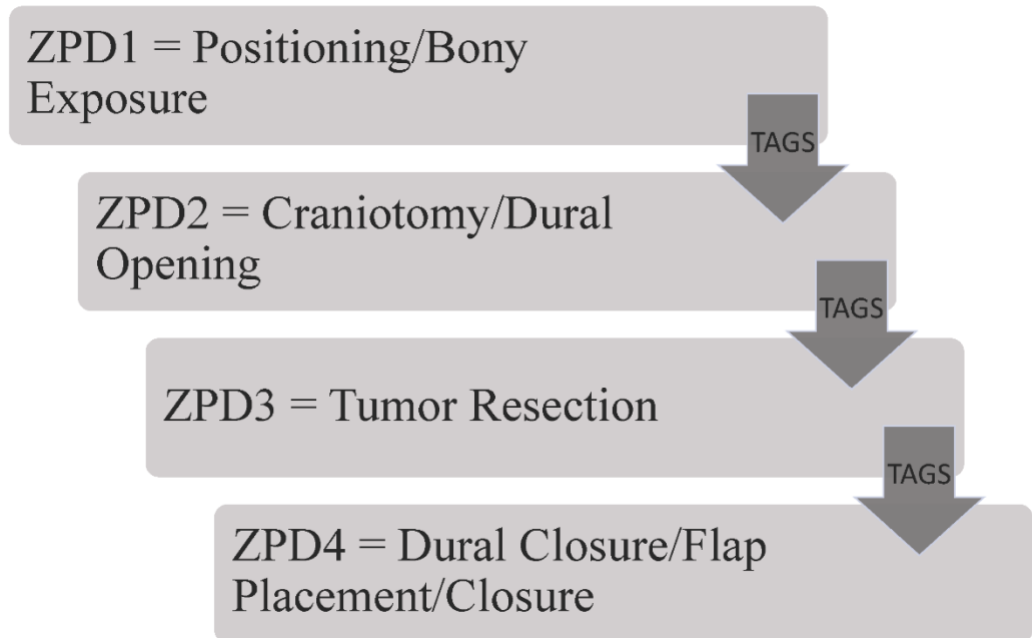 ZPD1 = Positioning/Bony
Exposure
TAGS
ZPD2 = Craniotomy/Dural
Opening
TAGS
ZPD3 = Tumor Resection
TAGS
ZPD4 = Dural Closure/Flap
Placement/Closure